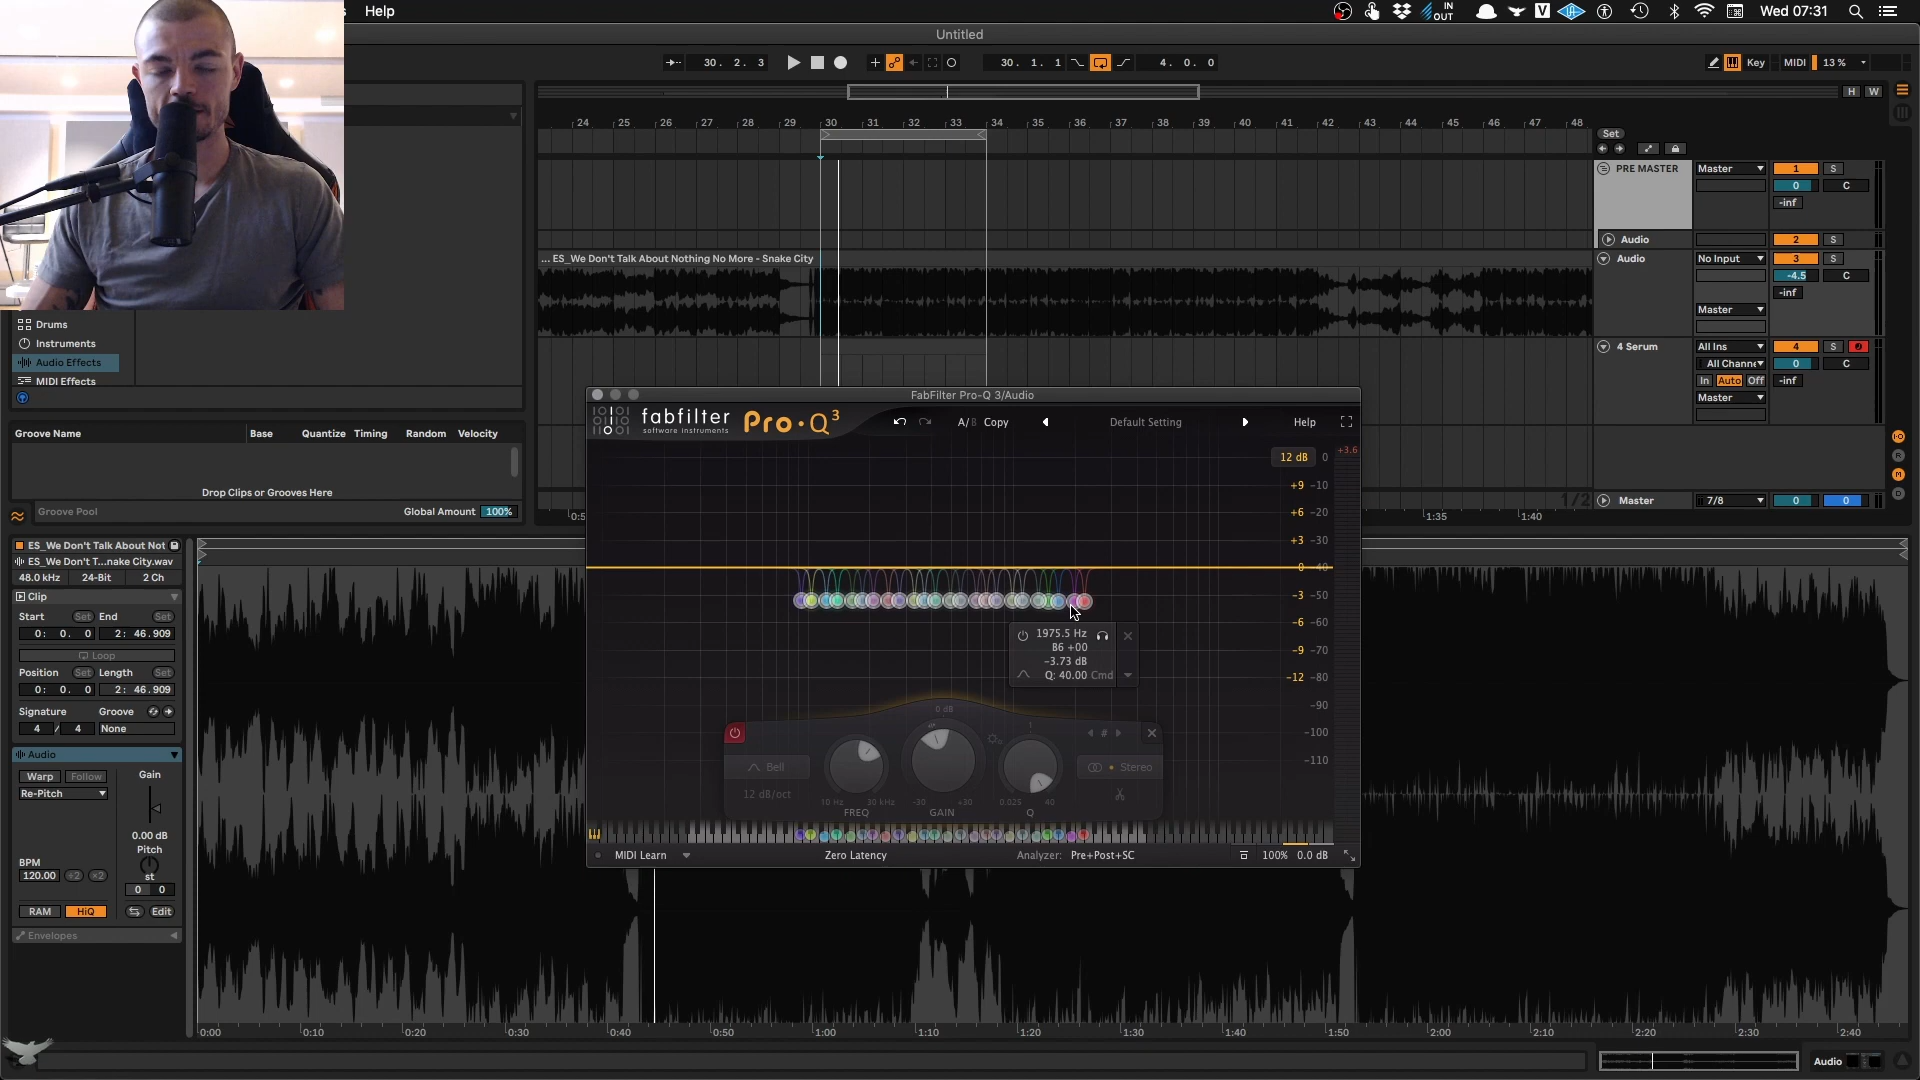 Help
IN
OUT
V
Wed 07:31
Untitled
30. 2. 3
30. 1. 1
4. 0. 0
Key
MIDI
13 %
H W
24 25 26 27 28 29 30 31 32 33 34 35 36 37 38 39 40 41 42 43 44 45 46 47 48
Set
PRE MASTER
Master
1
S
0
C
-inf
Audio
2
S
... ES_We Don't Talk About Nothing No More - Snake City
Audio
No Input
3
S
-4.5
C
-inf
Master
4 Serum
All Ins
4
S
All Channe
0
C
In Auto Off
-inf
Master
1/2
Master
7/8
0
0
1:35
1:40
Drums
Instruments
Audio Effects
MIDI Effects
Groove Name Base Quantize Timing Random Velocity
Drop Clips or Grooves Here
Groove Pool
Global Amount 100%
FabFilter Pro-Q 3/Audio
fabfilter
software instruments
Pro·Q3
A/B Copy
Default Setting
Help
12 dB 0
+3.6
+9 -10
+6 -20
+3 -30
0 -40
-3 -50
-6 -60
-9 -70
-12 -80
-90
-100
-110
1975.5 Hz
B6 +00
-3.73 dB
Q: 40.00 Cmd
0 dB
Bell
12 dB/oct
10 Hz 30 kHz
FREQ
-30 +30
GAIN
0.025 40
Q
1
#
Stereo
MIDI Learn
Zero Latency
Analyzer: Pre+Post+SC
100%
0.0 dB
ES_We Don't Talk About Not
ES_We Don't T...nake City.wav
48.0 kHz 24-Bit 2 Ch
Clip
Start Set End Set
0: 0. 0 2: 46.909
Loop
Position Set Length Set
0: 0. 0 2: 46.909
Signature Groove
4 / 4 None
Audio
Warp Follow Gain
Re-Pitch
0.00 dB
Pitch
BPM
st
120.00 ÷2 ×2
0 0
RAM HiQ Edit
Envelopes
0:00 0:10 0:20 0:30 0:40 0:50 1:00 1:10 1:20 1:30 1:40 1:50 2:00 2:10 2:20 2:30 2:40
Audio